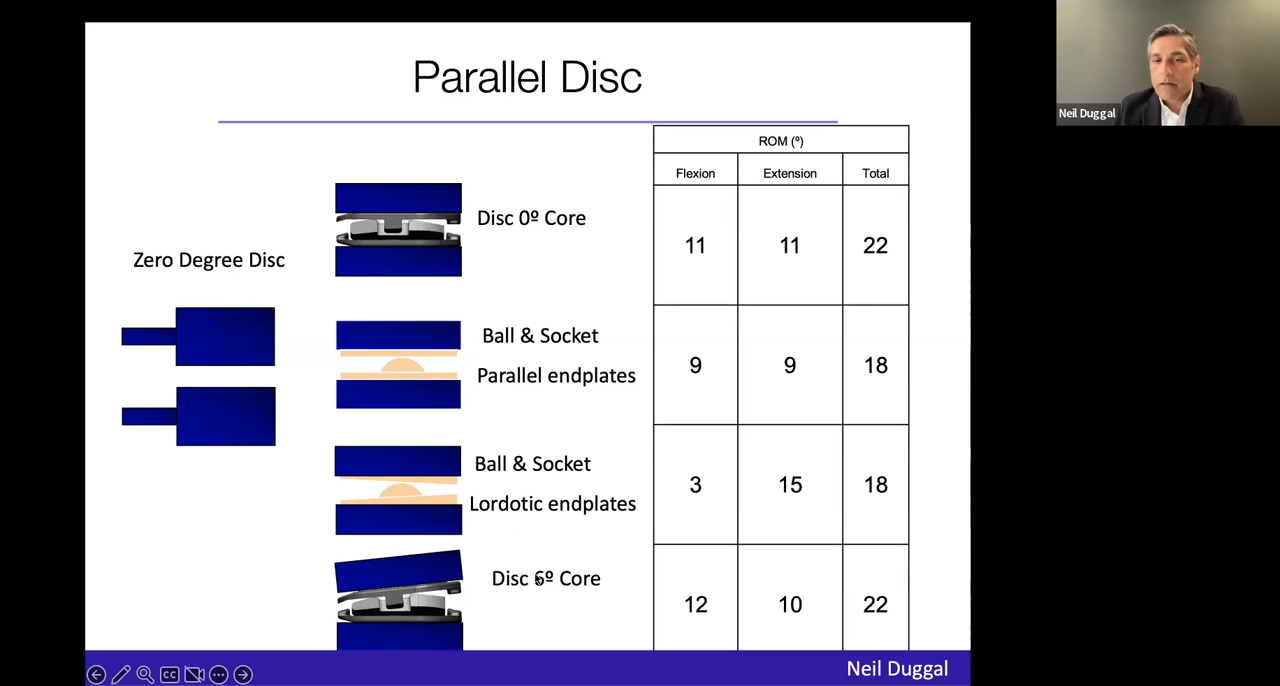 Parallel Disc
Neil Duggal
ROM (º)
Flexion Extension Total
Zero Degree Disc
Disc 0º Core
11 11 22
Ball & Socket
Parallel endplates
9 9 18
Ball & Socket
Lordotic endplates
3 15 18
Disc 6º Core
12 10 22
CC
Neil Duggal